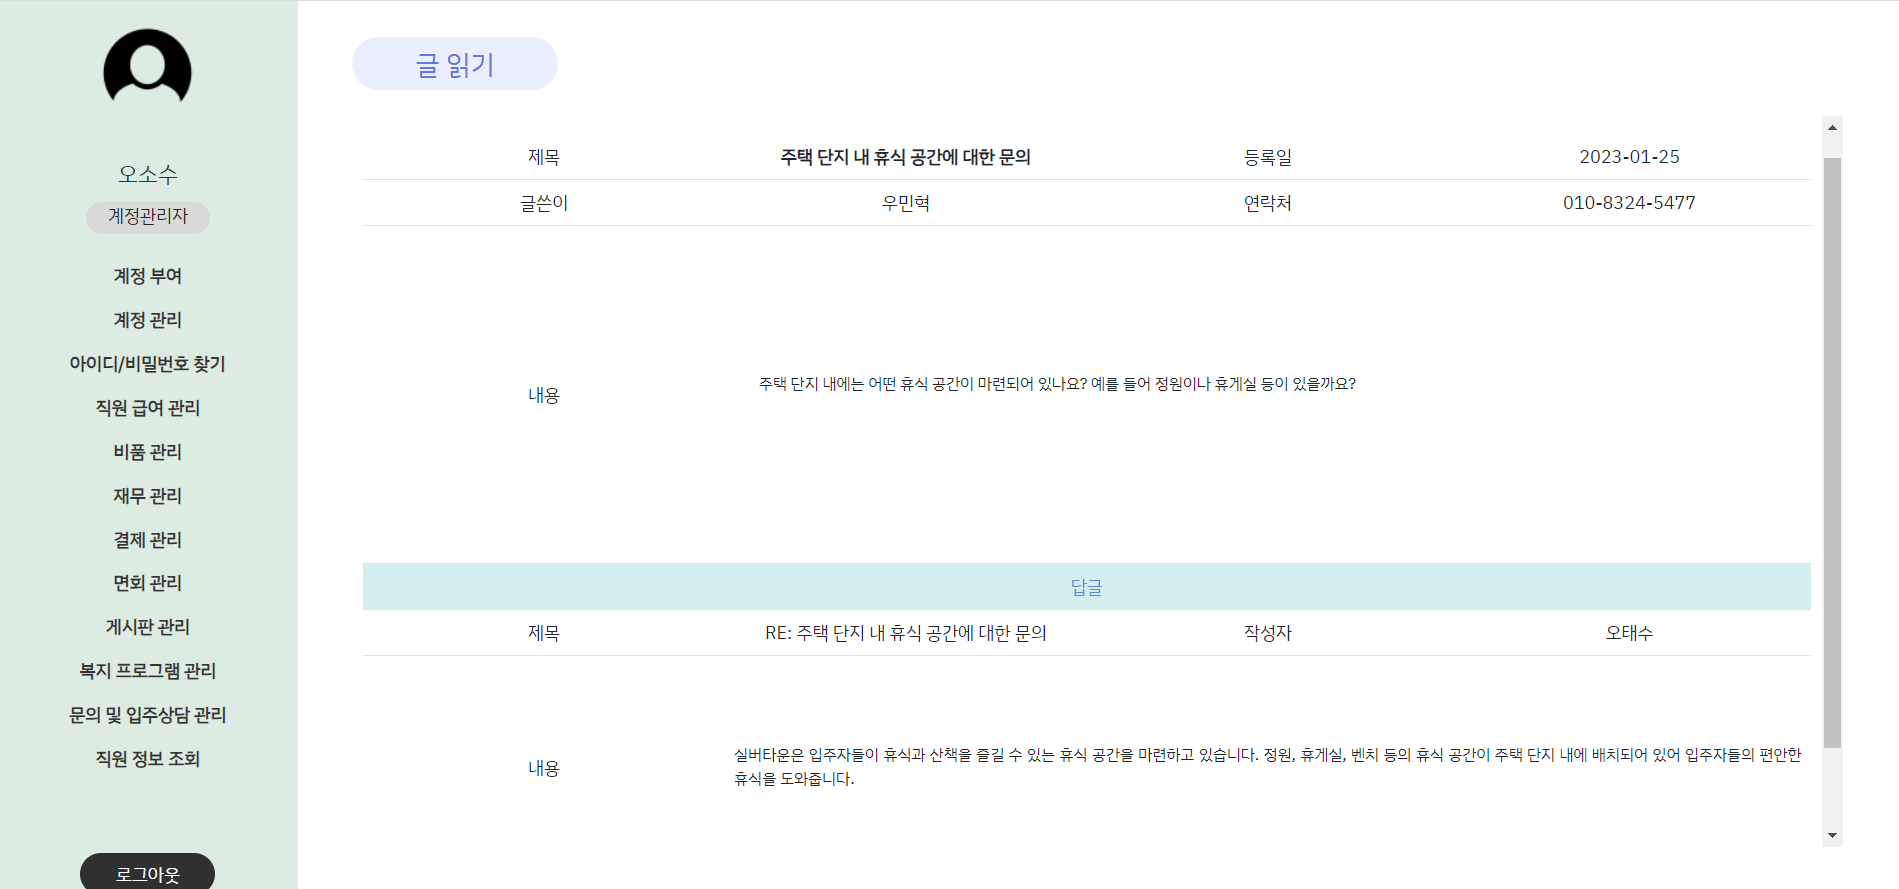 오소수
계정관리자
계정 부여
계정 관리
아이디/비밀번호 찾기
직원 급여 관리
비품 관리
재무 관리
결제 관리
면회 관리
게시판 관리
복지 프로그램 관리
문의 및 입주상담 관리
직원 정보 조회
로그아웃
글 읽기
제목 주택 단지 내 휴식 공간에 대한 문의 등록일 2023-01-25
글쓴이 우민혁 연락처 010-8324-5477
내용 주택 단지 내에는 어떤 휴식 공간이 마련되어 있나요? 예를 들어 정원이나 휴게실 등이 있을까요?
답글
제목 RE: 주택 단지 내 휴식 공간에 대한 문의 작성자 오태수
내용 실버타운은 입주자들이 휴식과 산책을 즐길 수 있는 휴식 공간을 마련하고 있습니다. 정원, 휴게실, 벤치 등의 휴식 공간이 주택 단지 내에 배치되어 있어 입주자들의 편안한
휴식을 도와줍니다.